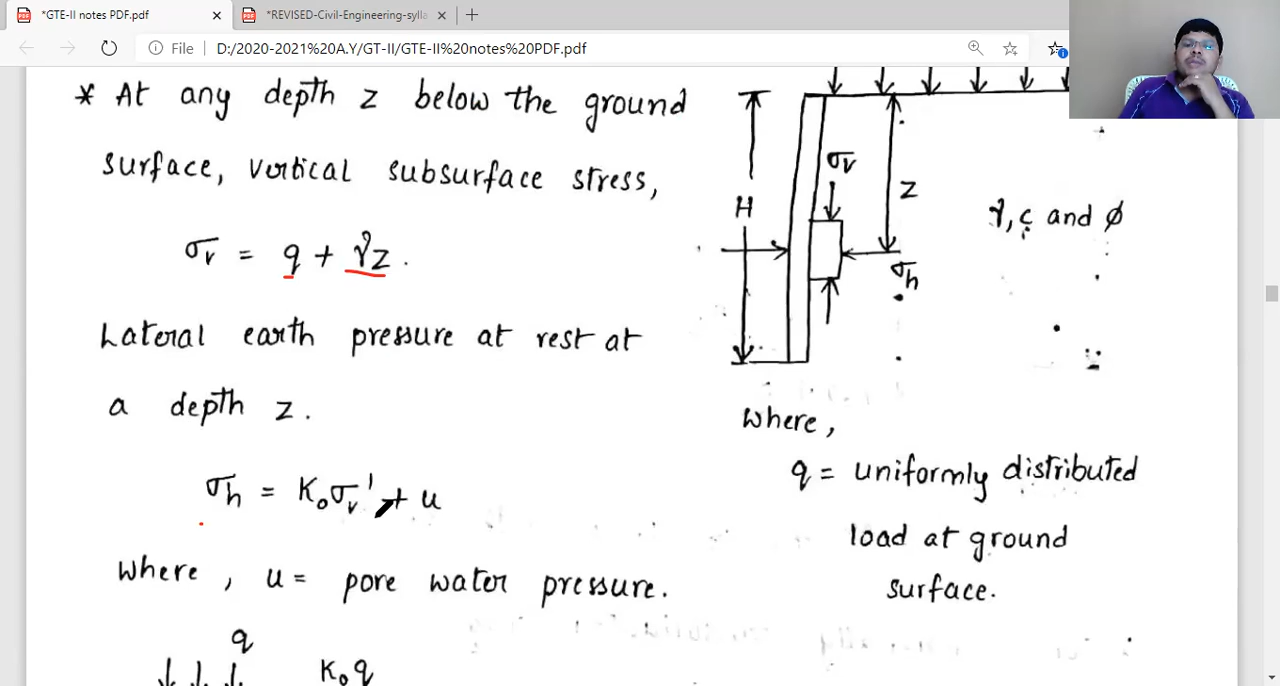 *GTE-II notes PDF.pdf
*REVISED-Civil-Engineering-sylla
File D:/2020-2021%20A.Y/GT-II/GTE-II%20notes%20PDF.pdf
* At any depth z below the ground
surface, vertical subsurface stress,
σv = q + γz.
Lateral earth pressure at rest at
a depth z.
σh = K₀σv' + u
where, u = pore water pressure.
q
K₀q
H
σv
z
σh
γ, c and ϕ
where,
q = uniformly distributed
load at ground
surface.